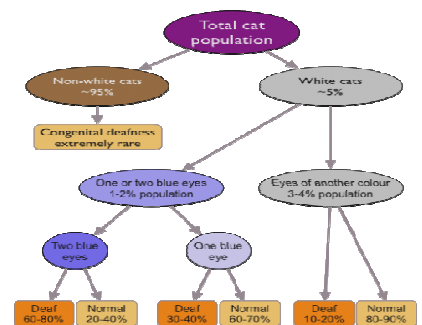 Total cat
population
Non-white cats
~95%
White cats
~5%
Congenital deafness
extremely rare
One or two blue eyes
1-2% population
Eyes of another colour
3-4% population
Two blue
eyes
One blue
eye
Deaf
60-80%
Normal
20-40%
Deaf
30-40%
Normal
60-70%
Deaf
10-20%
Normal
80-90%